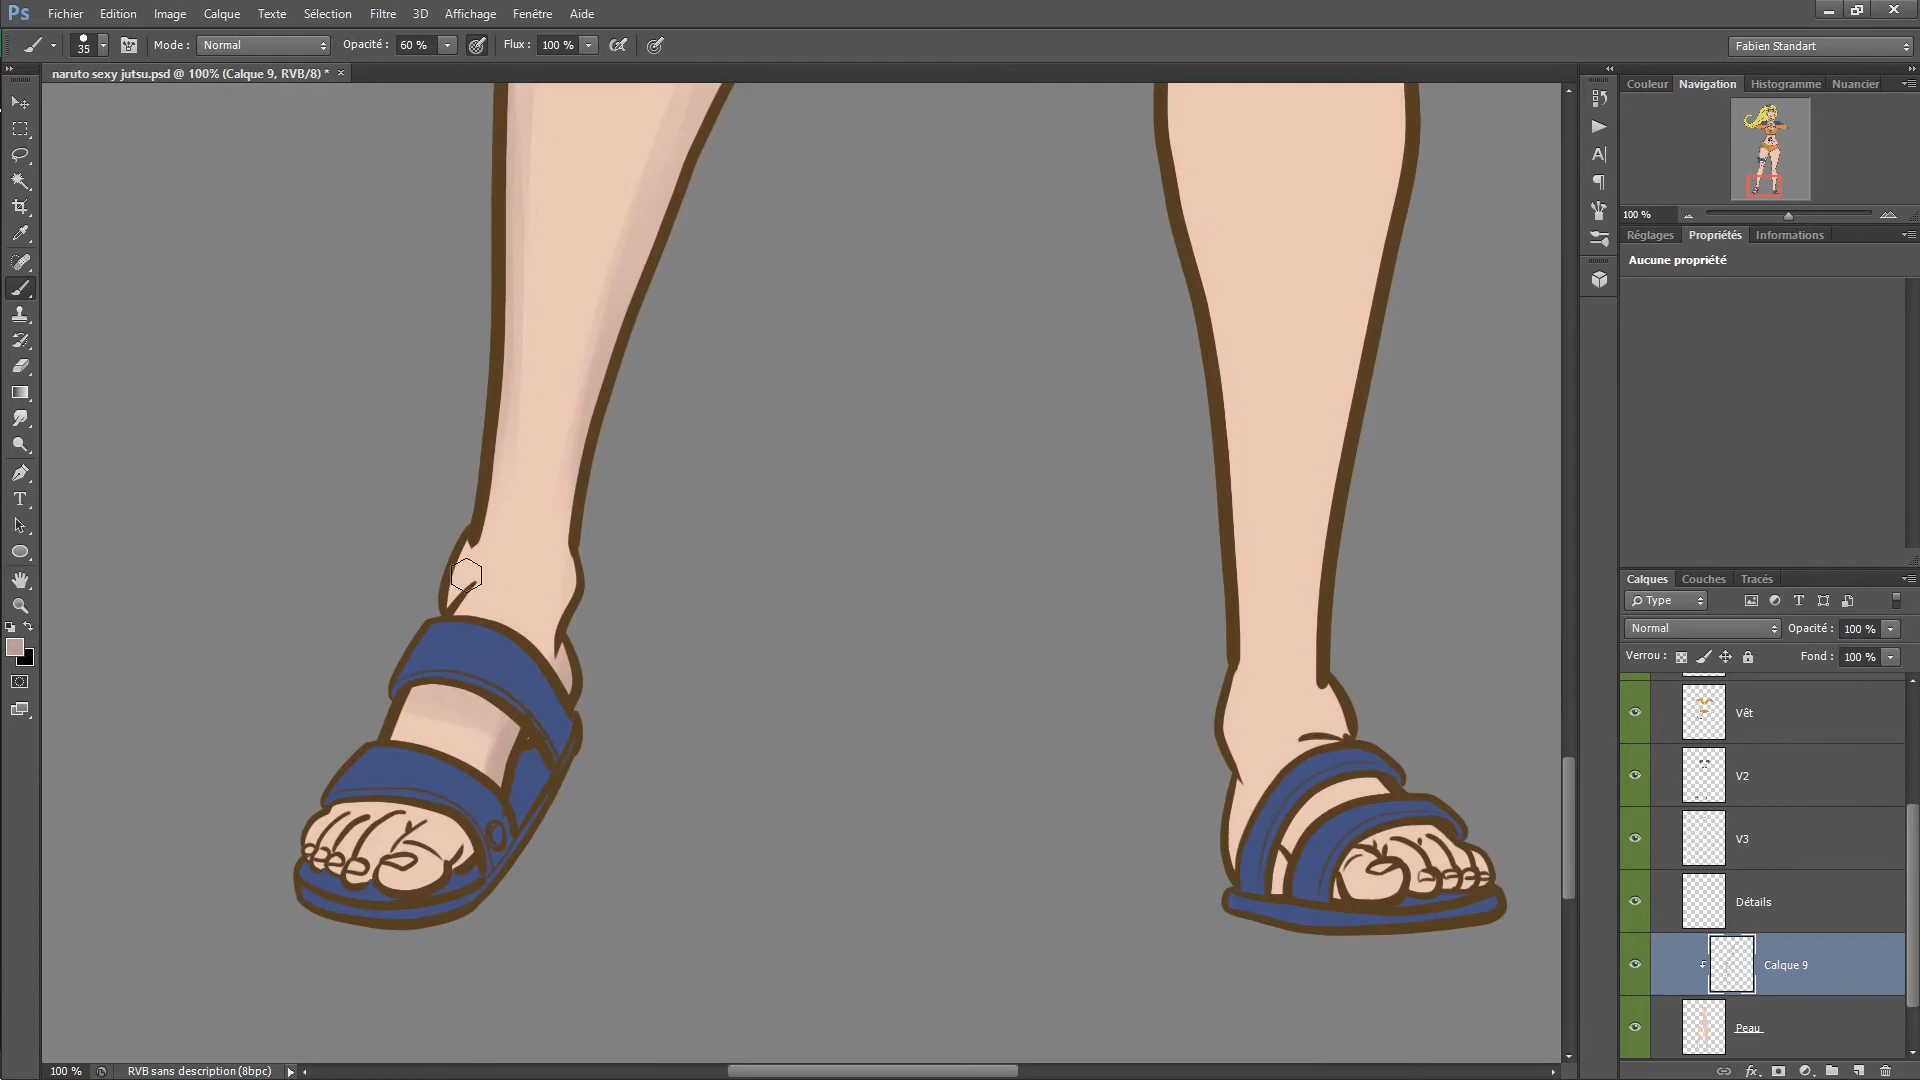 Ps Fichier Edition Image Calque Texte Sélection Filtre 3D Affichage Fenêtre Aide
35 Mode : Normal Opacité : 60 % Flux : 100 % Fabien Standart
naruto sexy jutsu.psd @ 100% (Calque 9, RVB/8) *
Couleur Navigation Histogramme Nuancier
100 %
Réglages Propriétés Informations
Aucune propriété
Calques Couches Tracés
Type
Normal Opacité : 100 %
Verrou : Fond : 100 %
Vêt
V2
V3
Détails
Calque 9
Peau
100 % RVB sans description (8bpc)